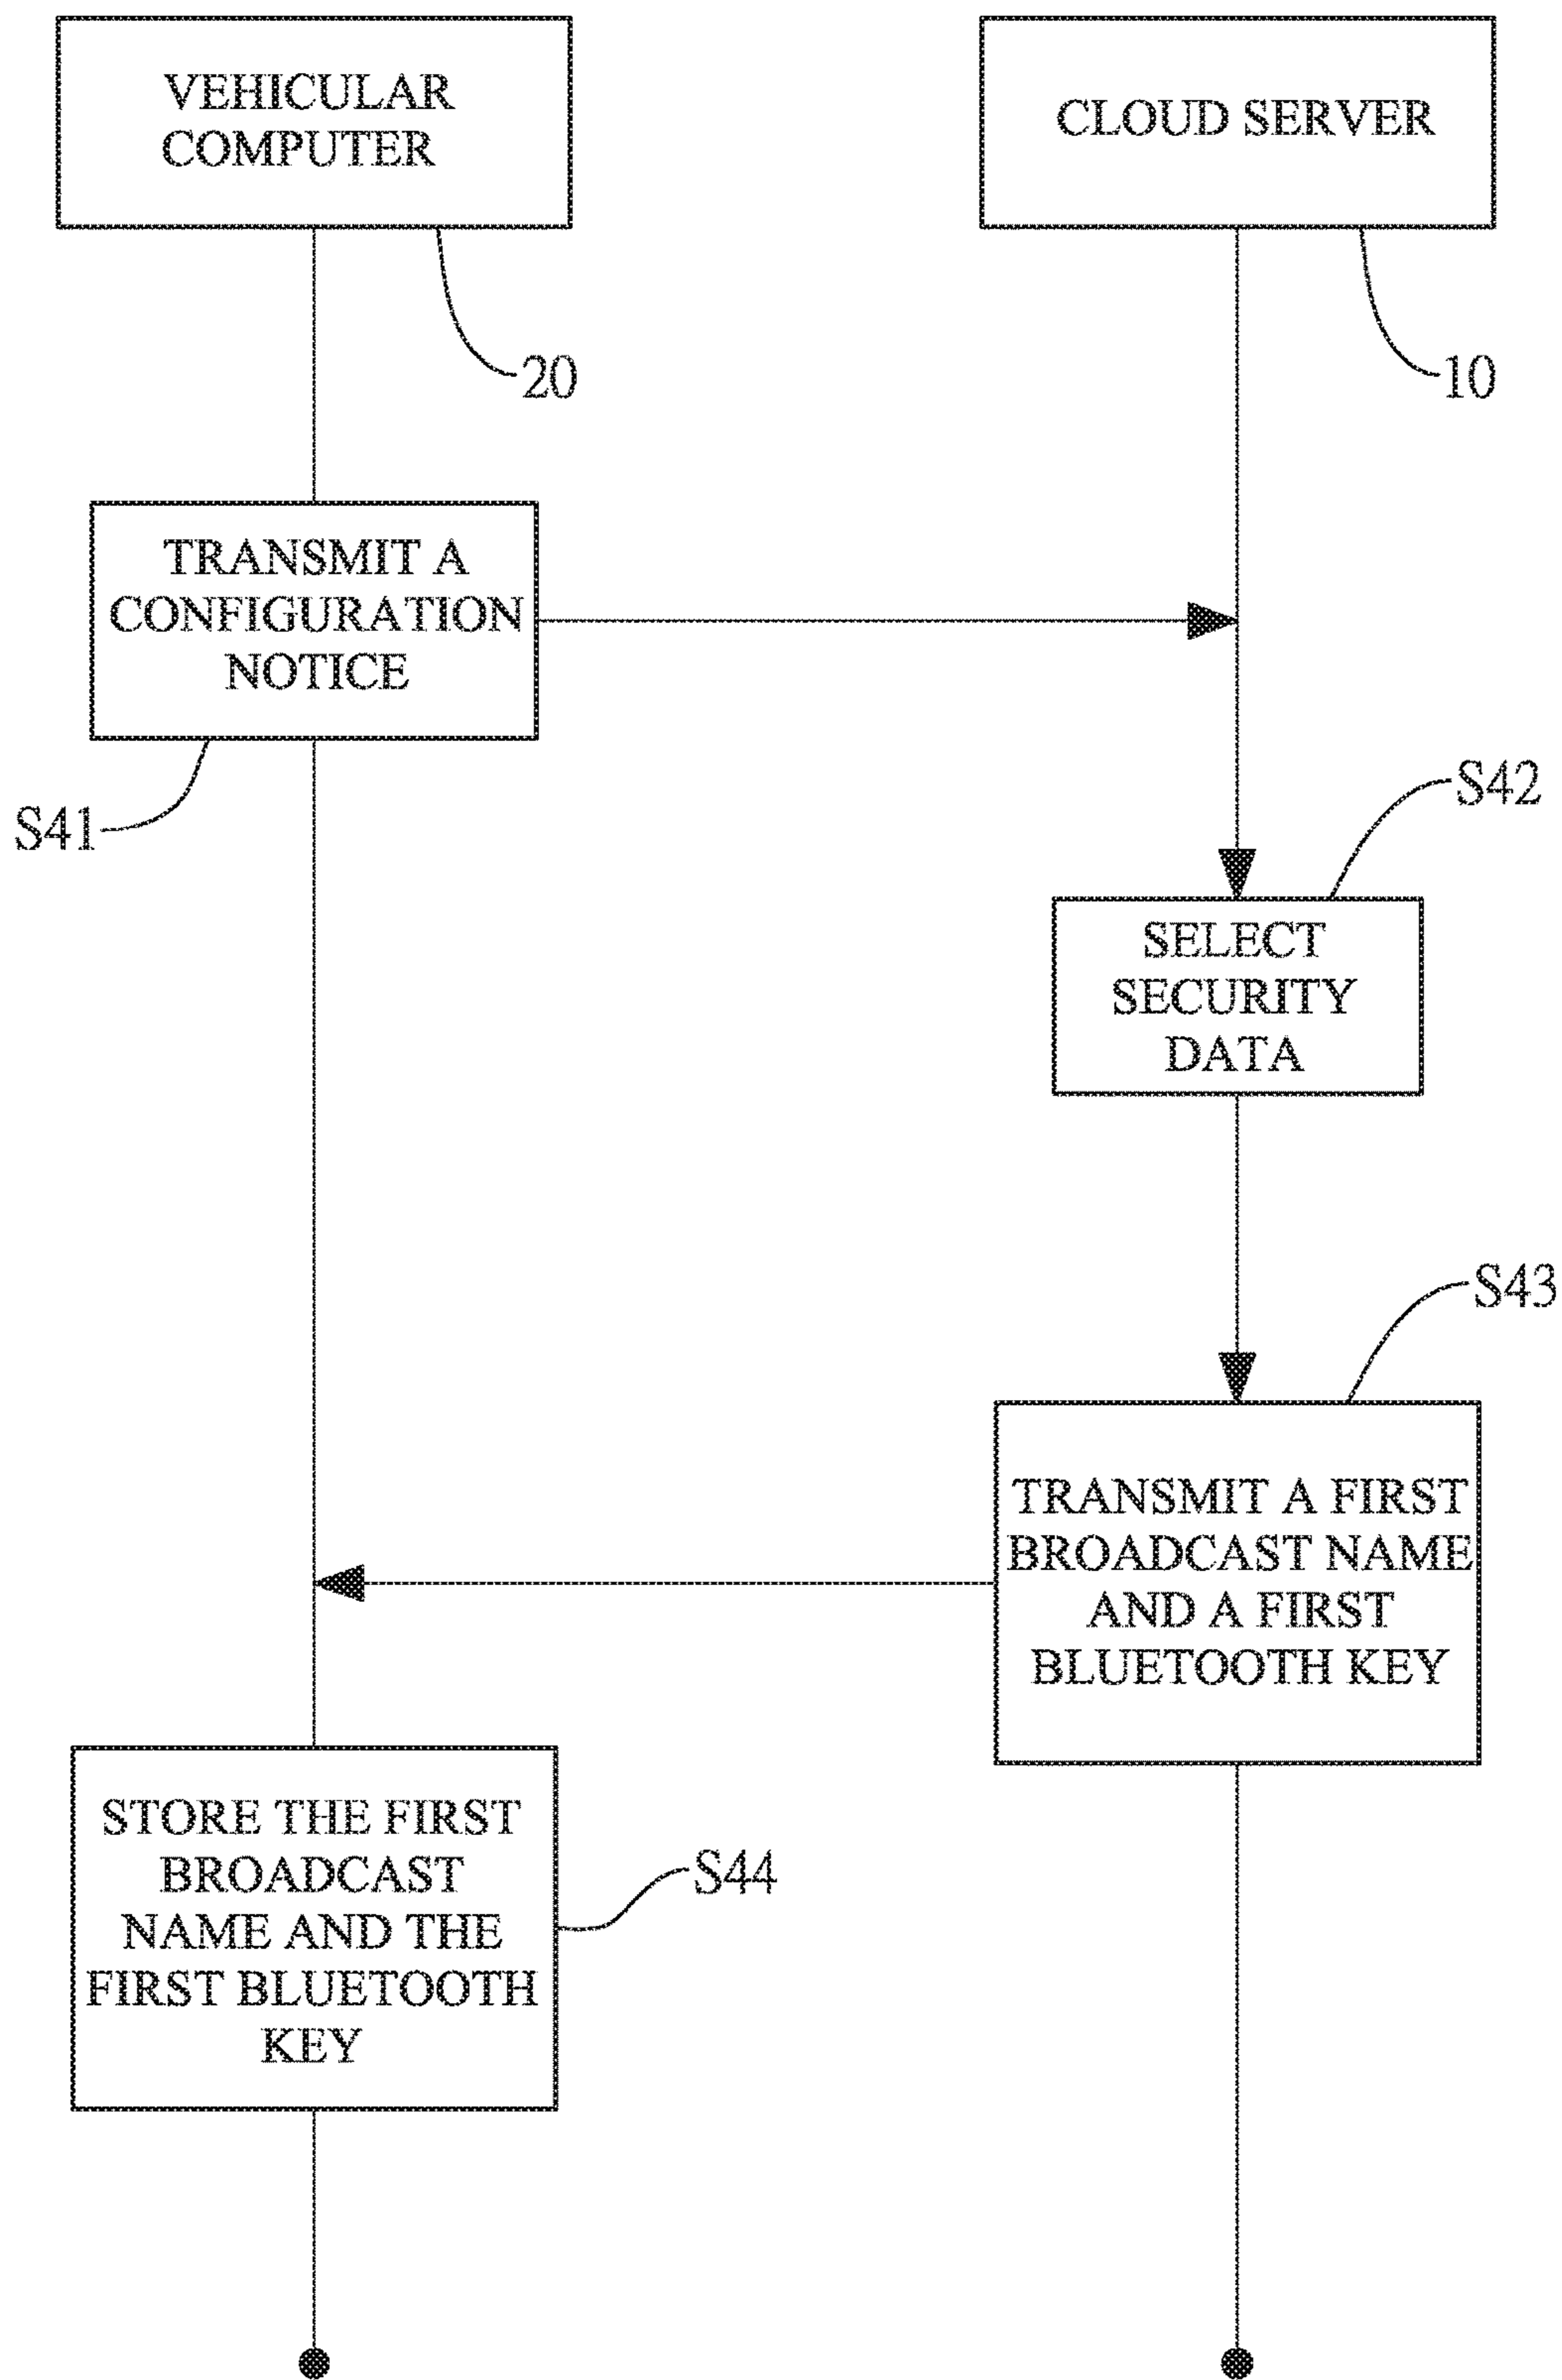 VEHICULAR
COMPUTER
CLOUD SERVER
20
10
TRANSMIT A
CONFIGURATION
NOTICE
S41
S42
SELECT
SECURITY
DATA
S43
TRANSMIT A FIRST
BROADCAST NAME
AND A FIRST
BLUETOOTH KEY
STORE THE FIRST
BROADCAST
NAME AND THE
FIRST BLUETOOTH
KEY
S44